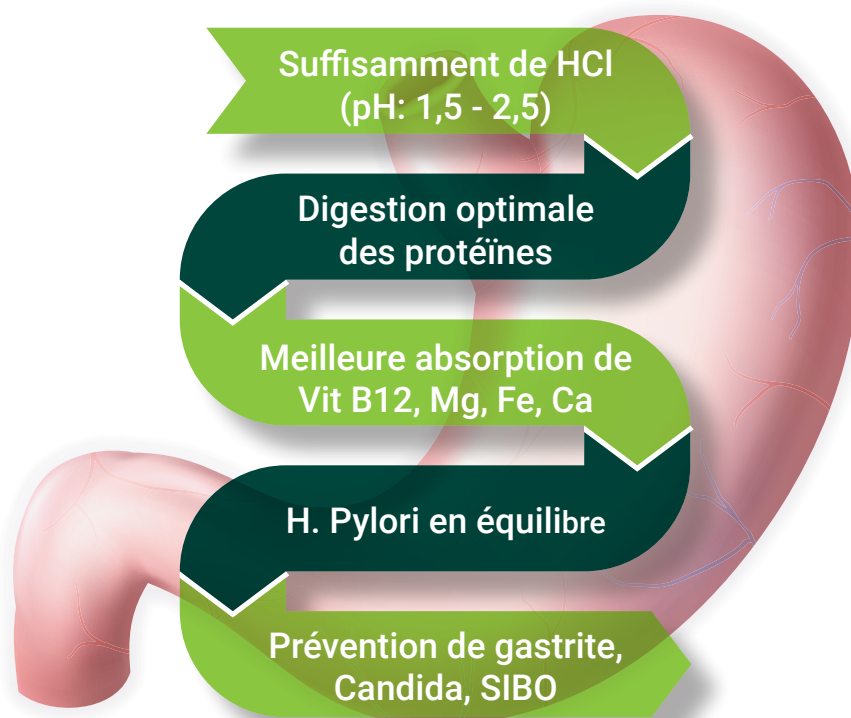 Suffisamment de HCl
(pH: 1,5 - 2,5)
Digestion optimale
des protéïnes
Meilleure absorption de
Vit B12, Mg, Fe, Ca
H. Pylori en équilibre
Prévention de gastrite,
Candida, SIBO